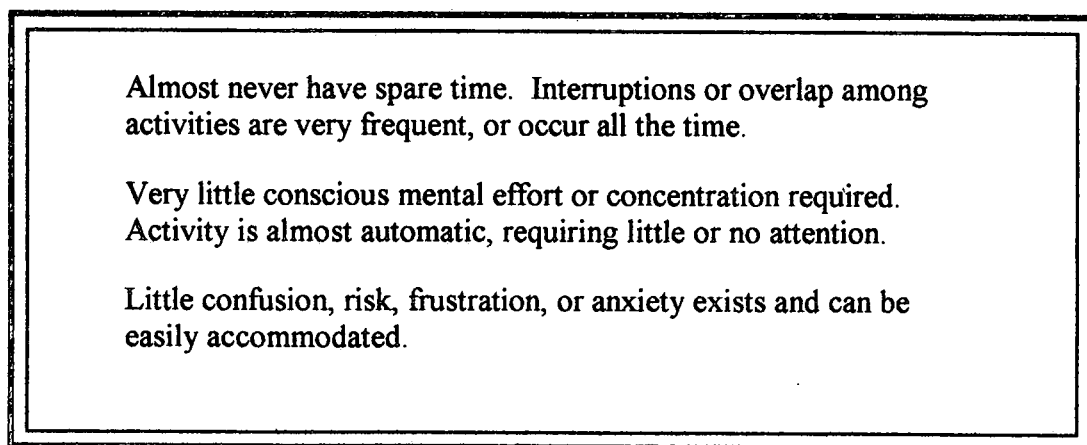 Almost never have spare time.  Interruptions or overlap among
activities are very frequent, or occur all the time.
Very little conscious mental effort or concentration required.
Activity is almost automatic, requiring little or no attention.
Little confusion, risk, frustration, or anxiety exists and can be
easily accommodated.